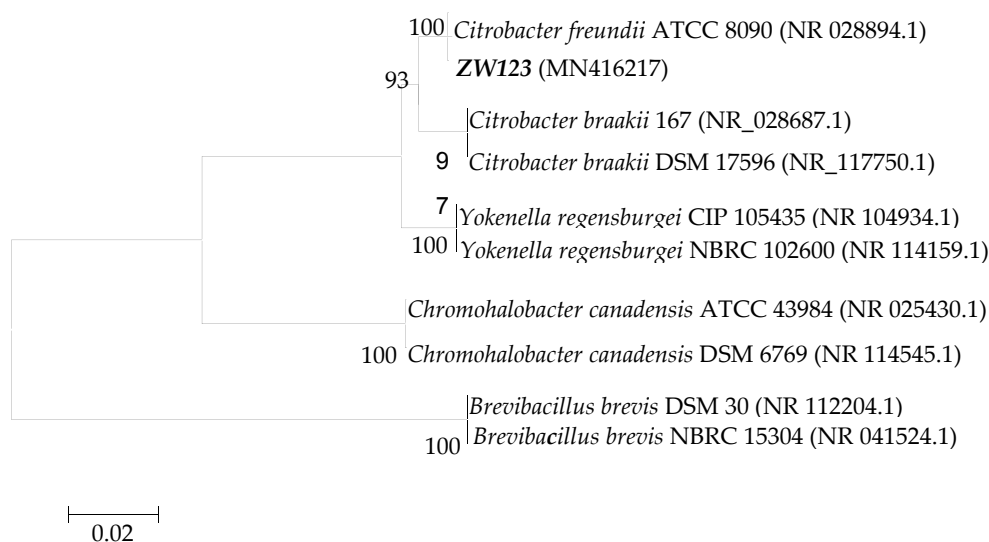 100 Citrobacter freundii ATCC 8090 (NR 028894.1)
ZW123 (MN416217)
93
Citrobacter braakii 167 (NR_028687.1)
9 Citrobacter braakii DSM 17596 (NR_117750.1)
7 Yokenella regensburgei CIP 105435 (NR 104934.1)
100 Yokenella regensburgei NBRC 102600 (NR 114159.1)
Chromohalobacter canadensis ATCC 43984 (NR 025430.1)
100 Chromohalobacter canadensis DSM 6769 (NR 114545.1)
Brevibacillus brevis DSM 30 (NR 112204.1)
100 Brevibacillus brevis NBRC 15304 (NR 041524.1)
0.02